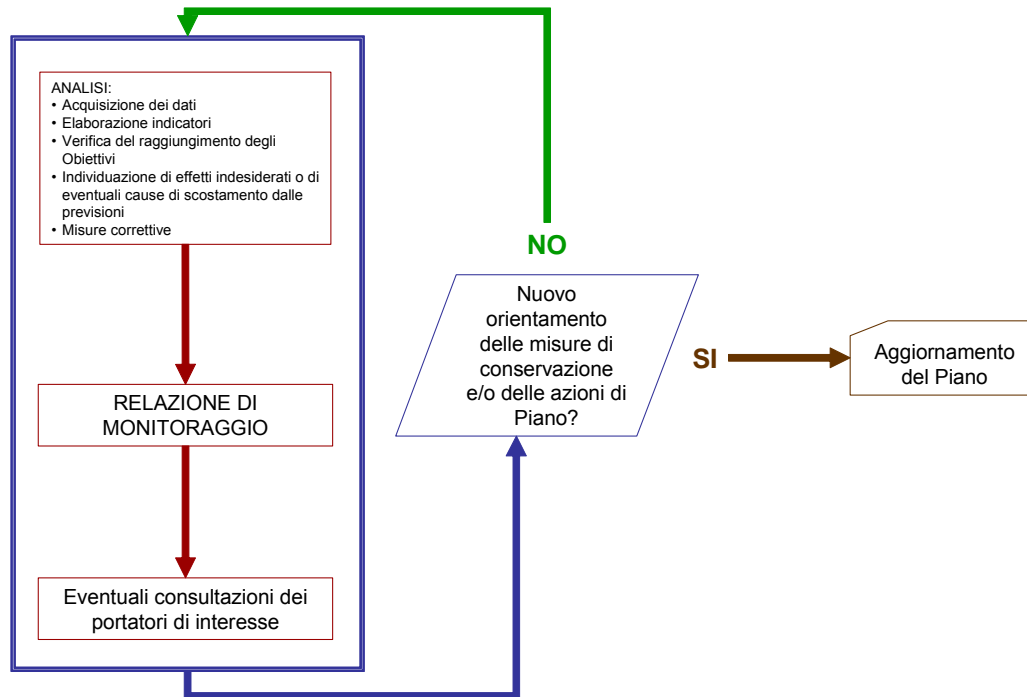 ANALISI:
• Acquisizione dei dati
• Elaborazione indicatori
• Verifica del raggiungimento degli
Obiettivi
• Individuazione di effetti indesiderati o di
eventuali cause di scostamento dalle
previsioni
• Misure correttive
RELAZIONE DI
MONITORAGGIO
Eventuali consultazioni dei
portatori di interesse
NO
Nuovo
orientamento
delle misure di
conservazione
e/o delle azioni di
Piano?
SI
Aggiornamento
del Piano